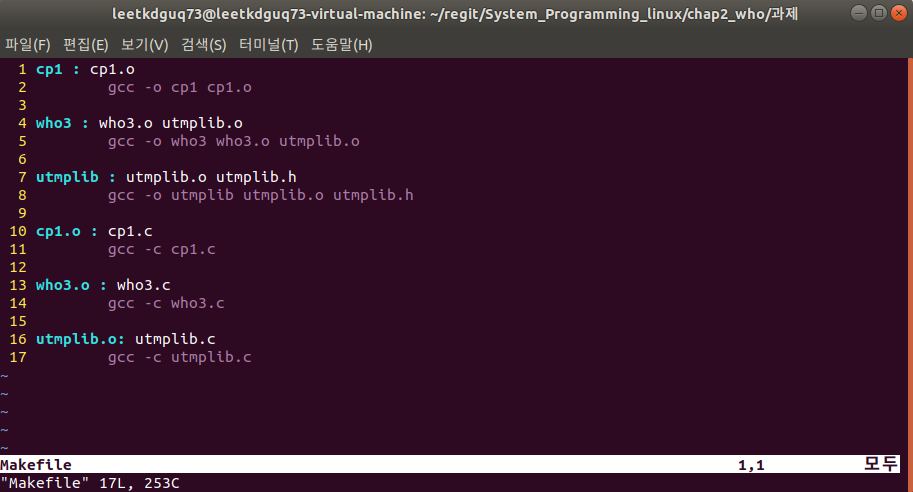 leetkdguq73@leetkdguq73-virtual-machine: ~/regit/System_Programming_linux/chap2_who/과제
파일(F) 편집(E) 보기(V) 검색(S) 터미널(T) 도움말(H)
1 cp1 : cp1.o
2 gcc -o cp1 cp1.o
3
4 who3 : who3.o utmplib.o
5 gcc -o who3 who3.o utmplib.o
6
7 utmplib : utmplib.o utmplib.h
8 gcc -o utmplib utmplib.o utmplib.h
9
10 cp1.o : cp1.c
11 gcc -c cp1.c
12
13 who3.o : who3.c
14 gcc -c who3.c
15
16 utmplib.o: utmplib.c
17 gcc -c utmplib.c
~
~
~
~
~
Makefile 1,1 모두
"Makefile" 17L, 253C